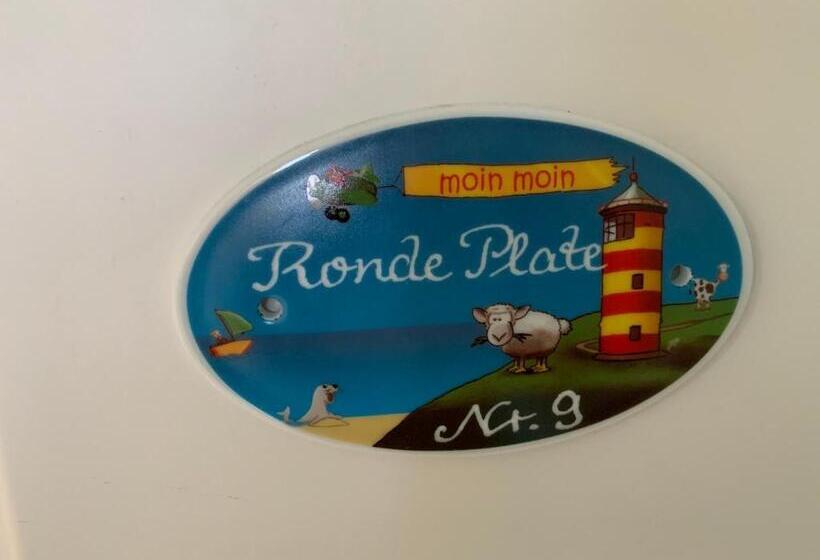 moin moin
Ronde Plate
Nr. 9